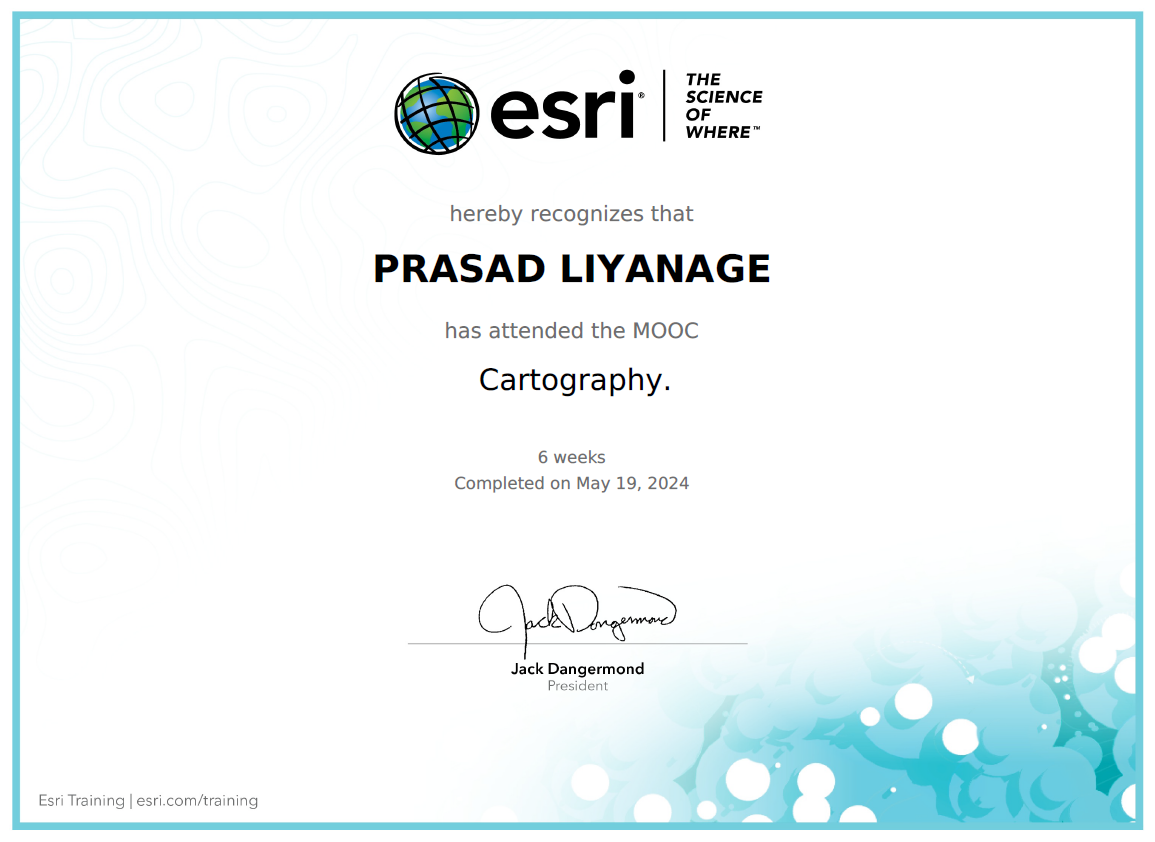 esri®
THE
SCIENCE
OF
WHERE™
hereby recognizes that
PRASAD LIYANAGE
has attended the MOOC
Cartography.
6 weeks
Completed on May 19, 2024
Jack Dangermond
Jack Dangermond
President
Esri Training | esri.com/training